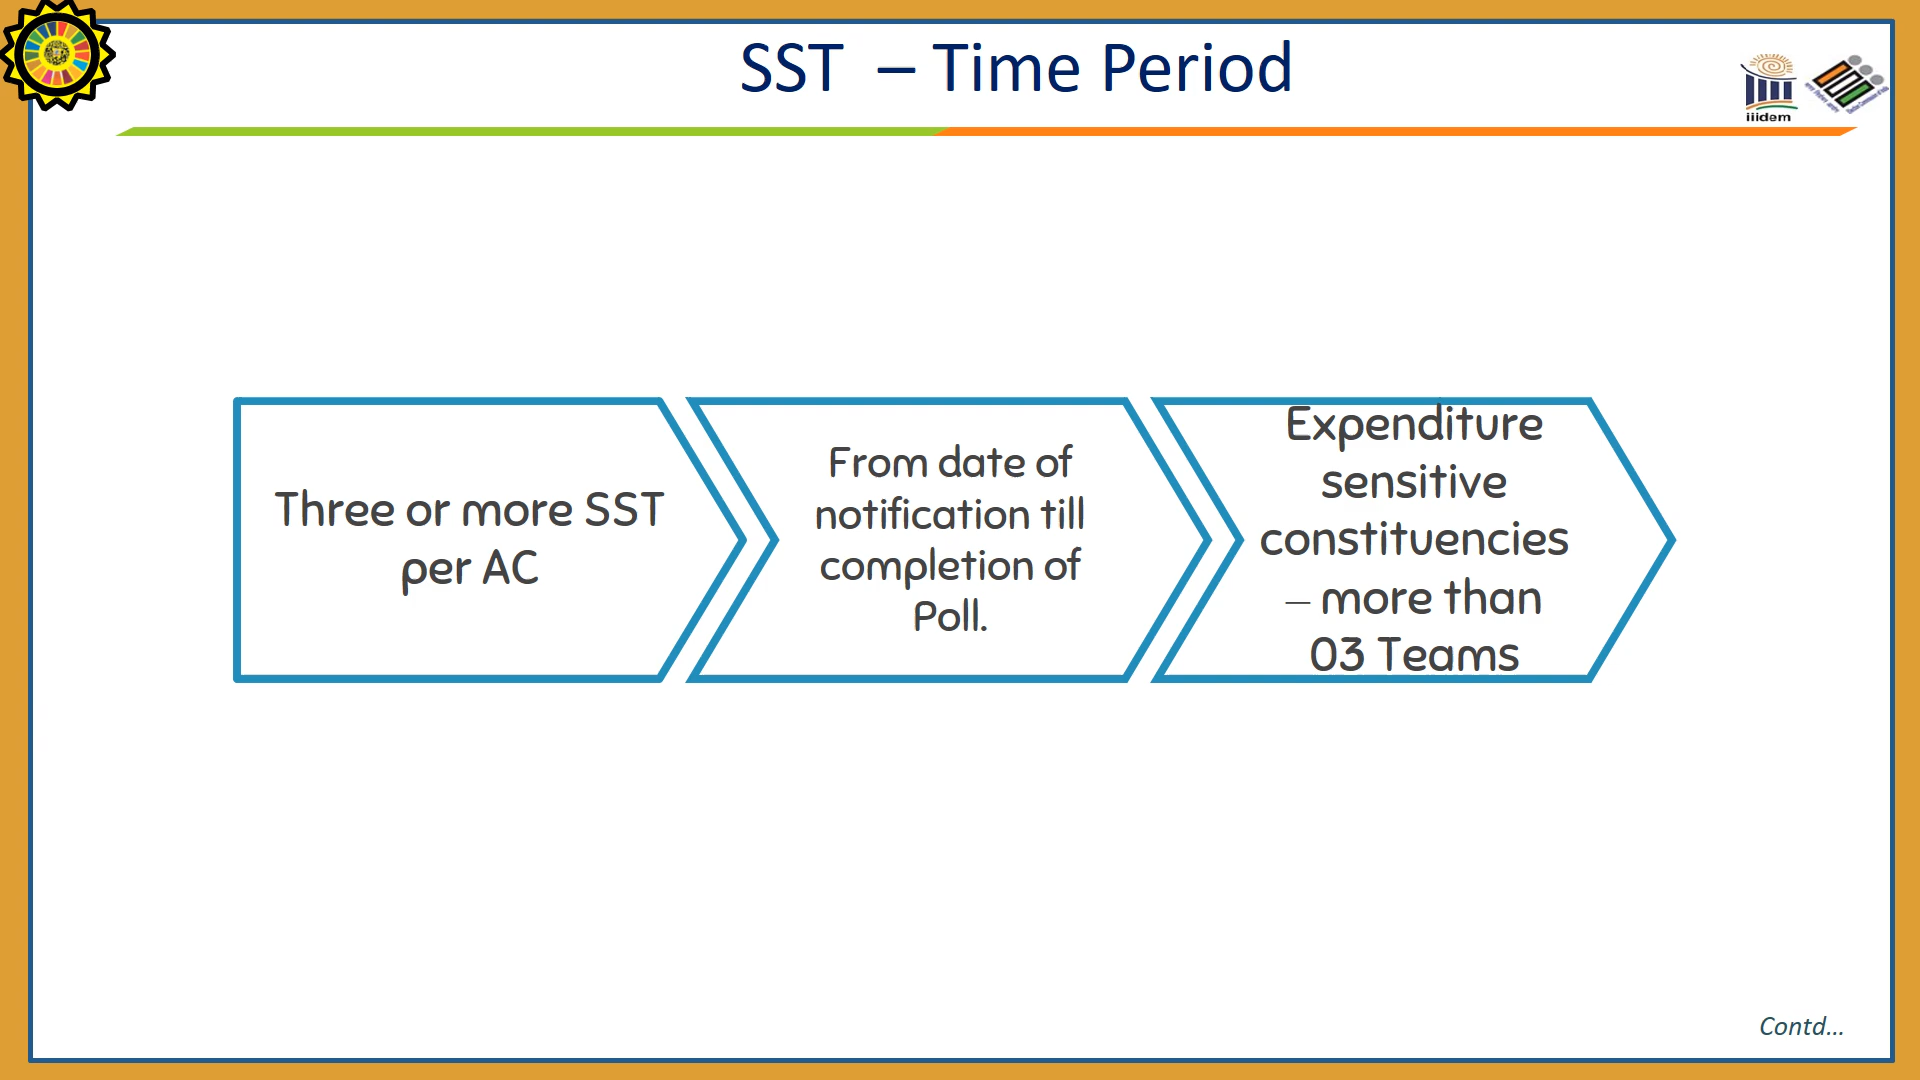 SST – Time Period
iiidem
Three or more SST
per AC
From date of
notification till
completion of
Poll.
Expenditure
sensitive
constituencies
– more than
03 Teams
Contd...